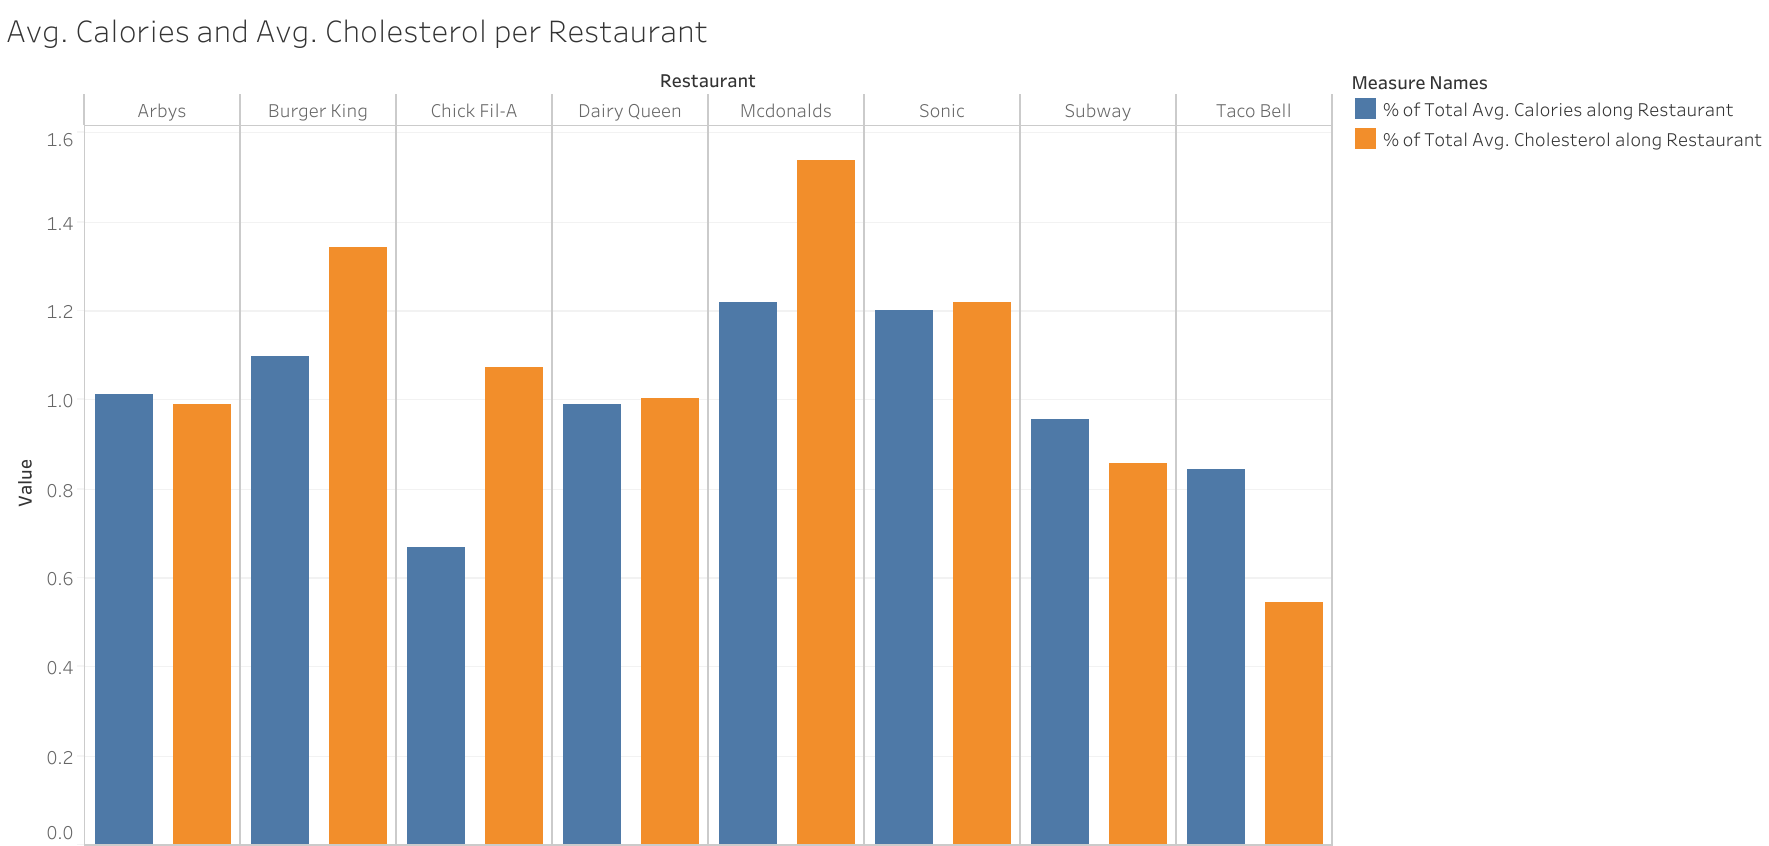 Avg. Calories and Avg. Cholesterol per Restaurant
Restaurant
Arbys Burger King Chick Fil-A Dairy Queen Mcdonalds Sonic Subway Taco Bell
Measure Names
% of Total Avg. Calories along Restaurant
% of Total Avg. Cholesterol along Restaurant
Value
1.6
1.4
1.2
1.0
0.8
0.6
0.4
0.2
0.0